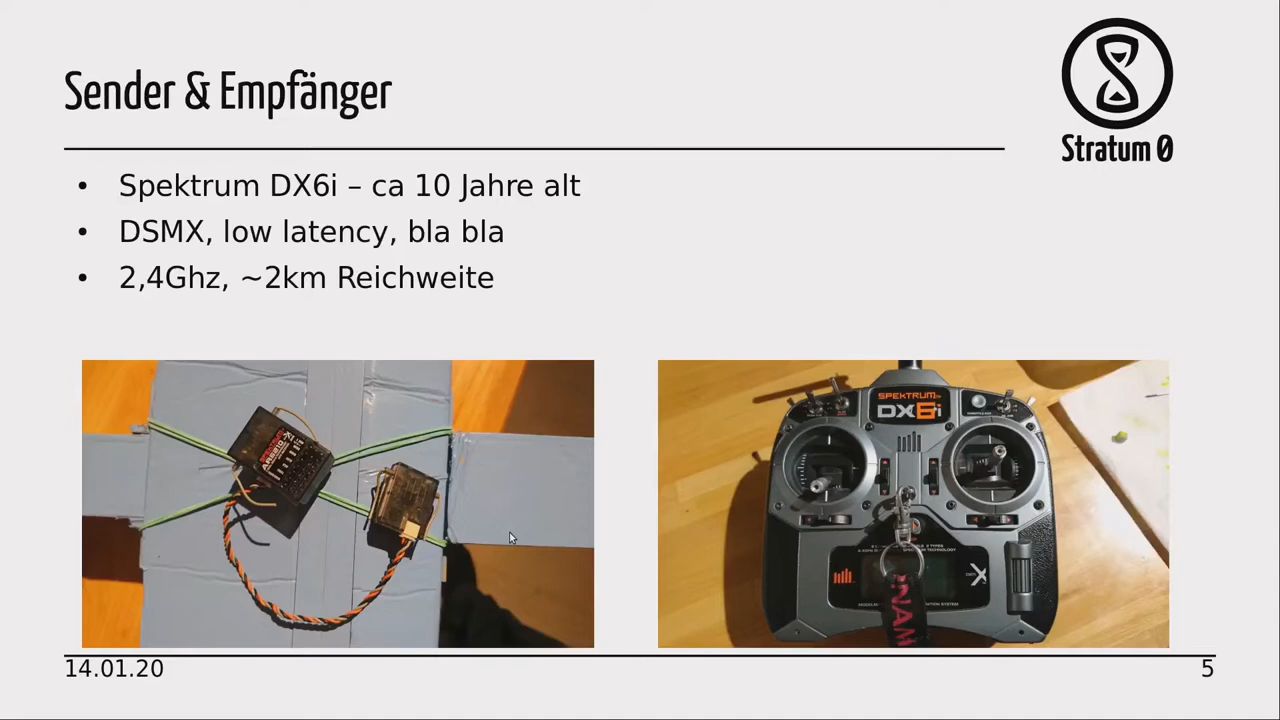 Sender & Empfänger
Stratum 0
• Spektrum DX6i – ca 10 Jahre alt
• DSMX, low latency, bla bla
• 2,4Ghz, ~2km Reichweite
AR6210
SPEKTRUM
DX6i
14.01.20
5